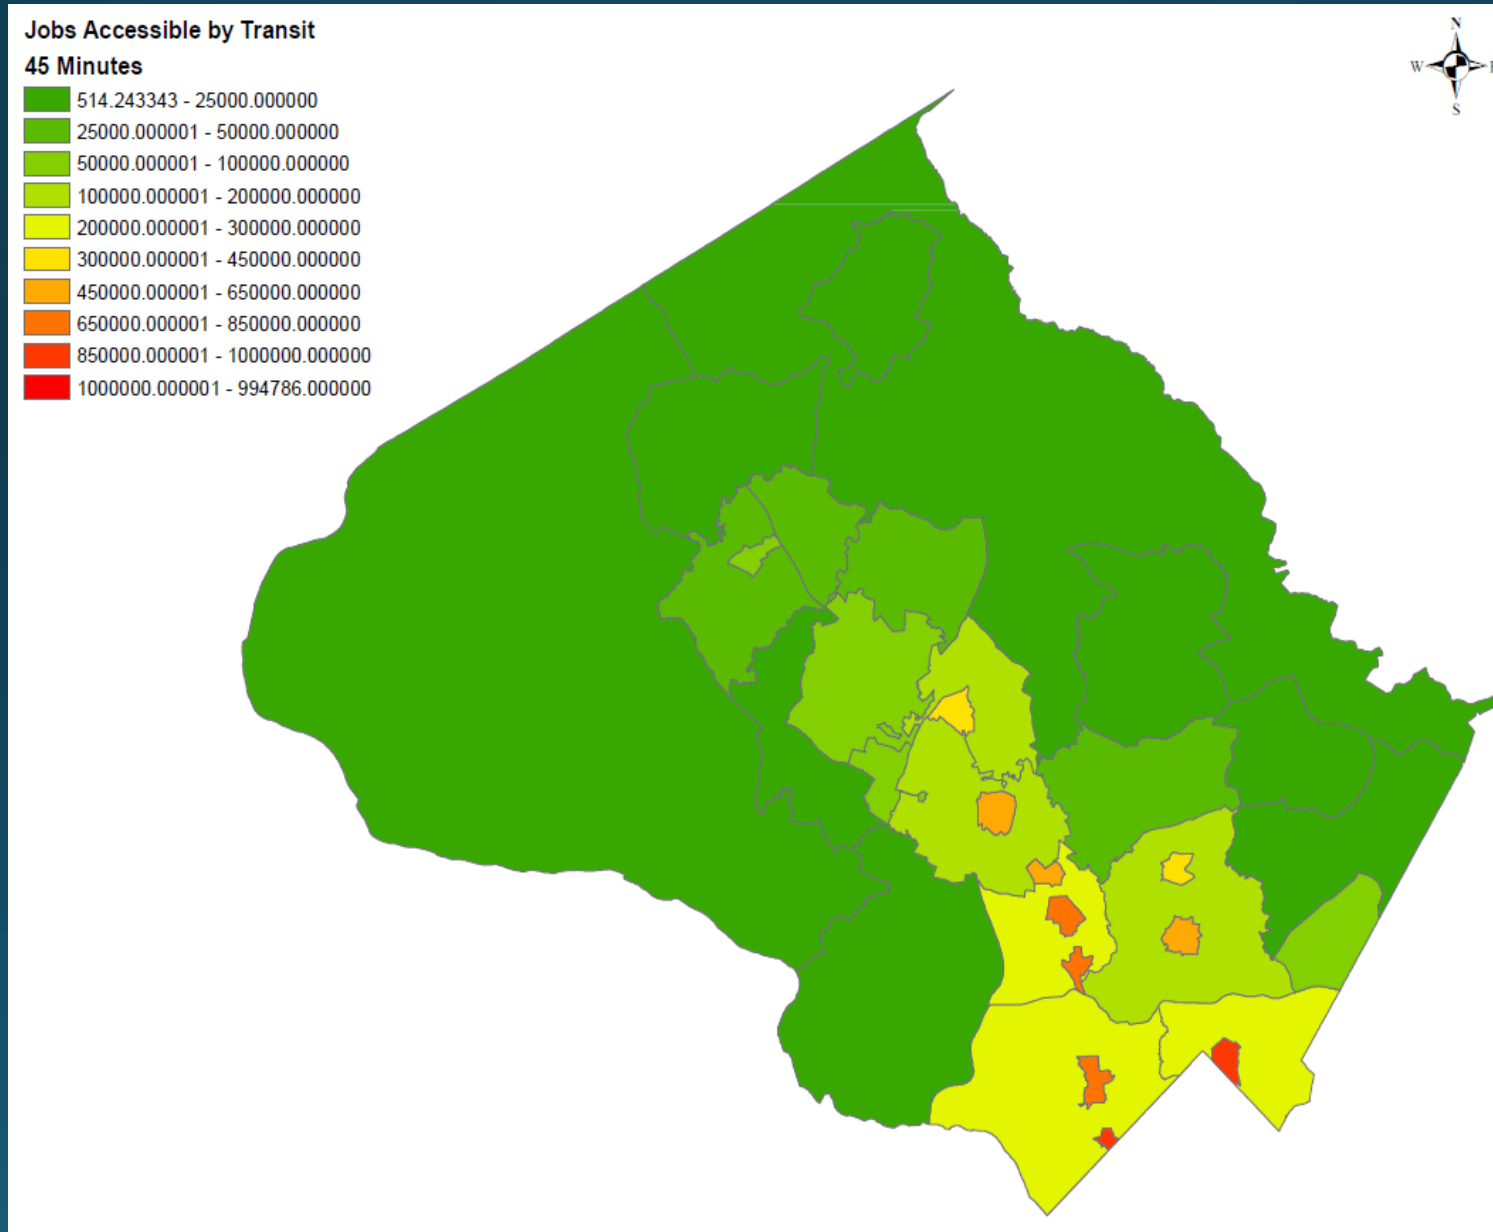 Jobs Accessible by Transit
45 Minutes
514.243343 - 25000.000000
25000.000001 - 50000.000000
50000.000001 - 100000.000000
100000.000001 - 200000.000000
200000.000001 - 300000.000000
300000.000001 - 450000.000000
450000.000001 - 650000.000000
650000.000001 - 850000.000000
850000.000001 - 1000000.000000
1000000.000001 - 994786.000000
N
W E
S